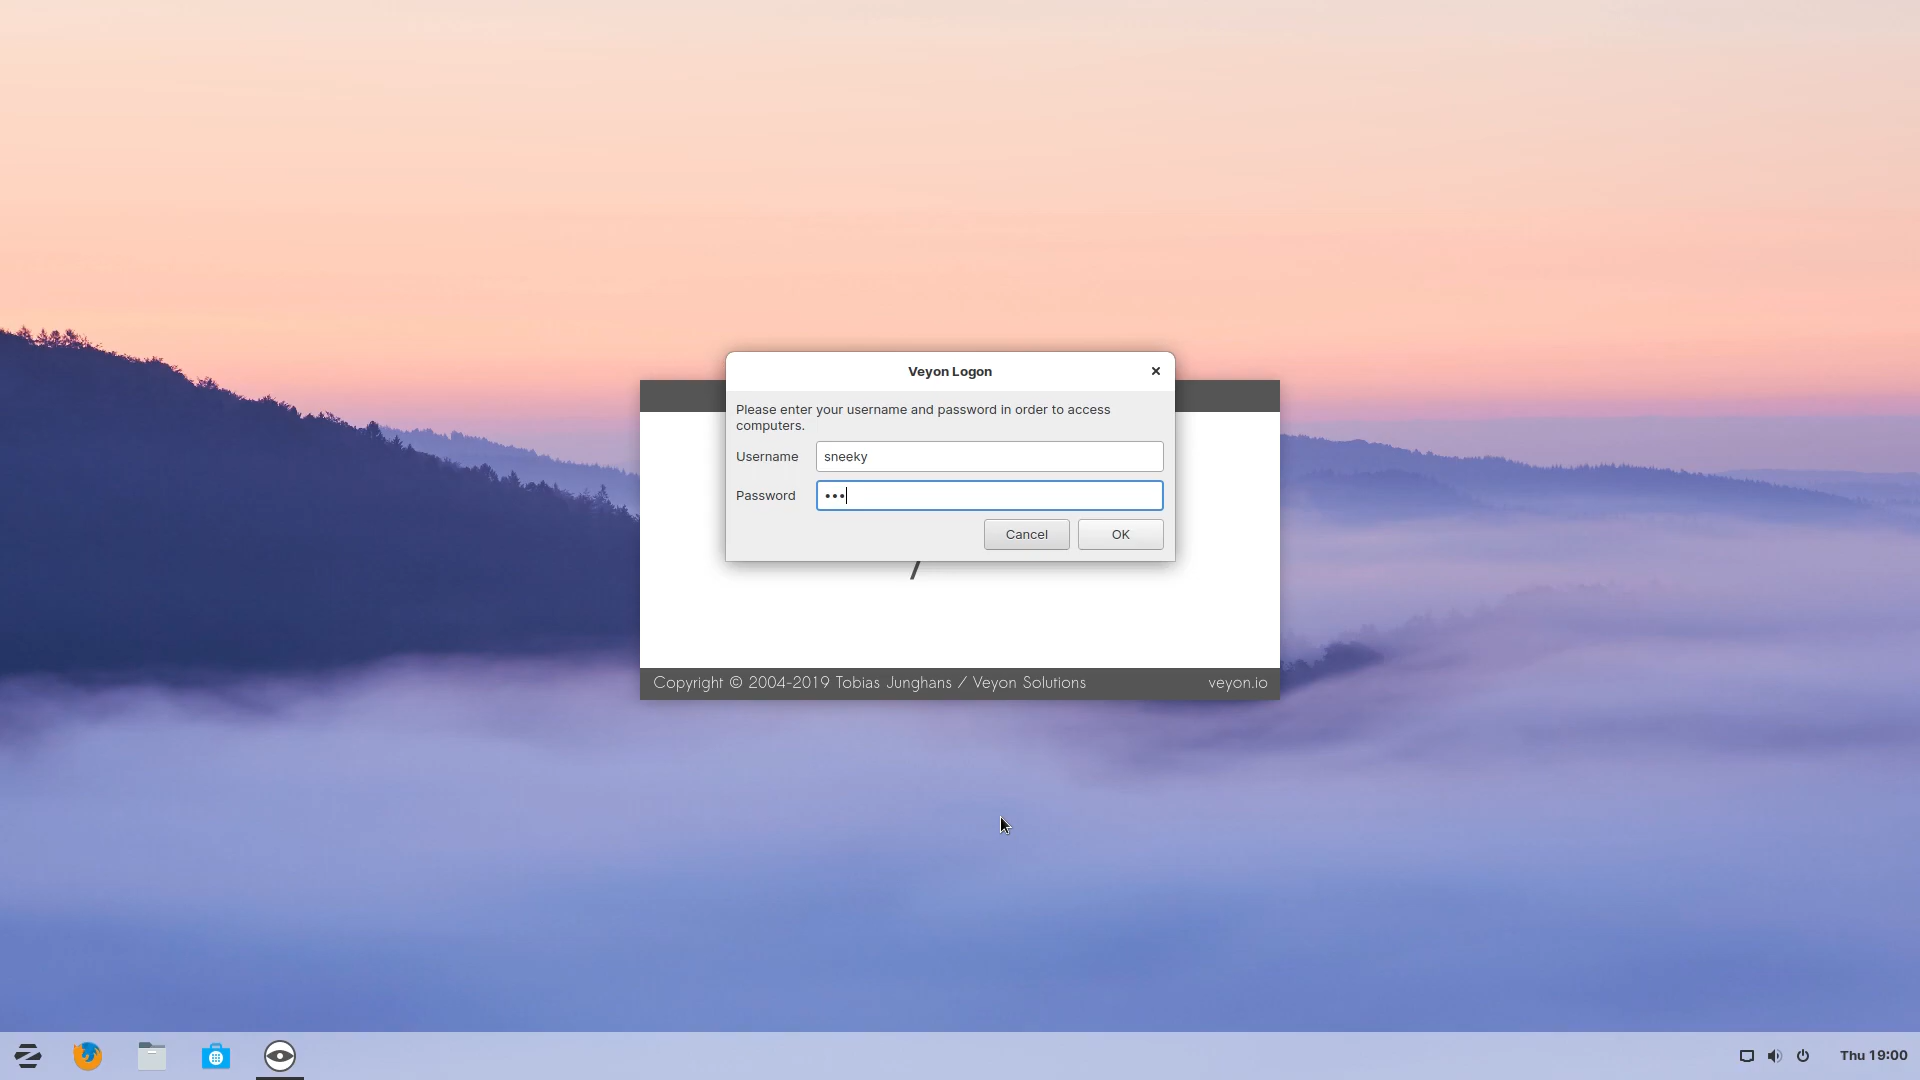 Veyon Logon
Please enter your username and password in order to access
computers.
Username sneeky
Password •••
Cancel OK
Copyright © 2004-2019 Tobias Junghans / Veyon Solutions veyon.io
Thu 19:00